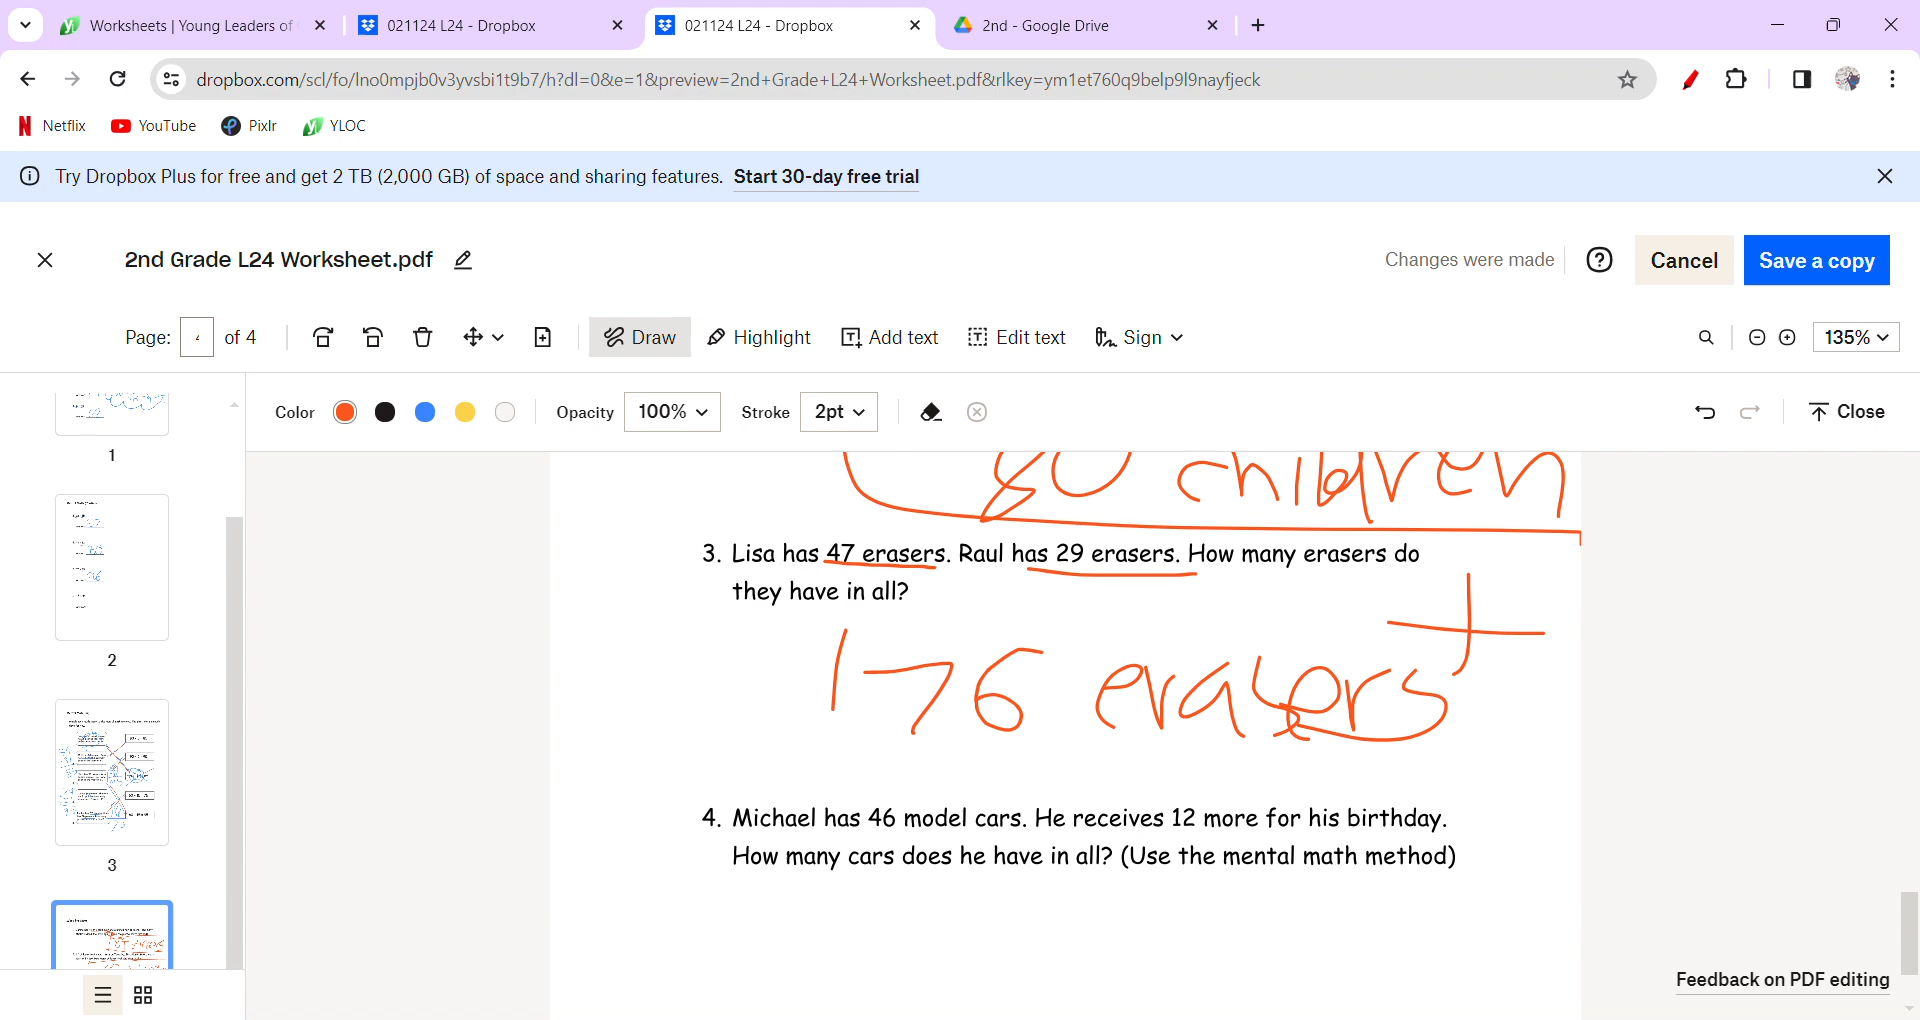 Worksheets | Young Leaders of
021124 L24 - Dropbox
021124 L24 - Dropbox
2nd - Google Drive
dropbox.com/scl/fo/lno0mpjb0v3yvsbi1t9b7/h?dl=0&e=1&preview=2nd+Grade+L24+Worksheet.pdf&rlkey=ym1et760q9belp9l9nayfjeck
Netflix YouTube Pixlr YLOC
Try Dropbox Plus for free and get 2 TB (2,000 GB) of space and sharing features. Start 30-day free trial
2nd Grade L24 Worksheet.pdf
Changes were made Cancel Save a copy
Page: 4 of 4 Draw Highlight Add text Edit text Sign 135%
Color Opacity 100% Stroke 2pt Close
1
2
3
80 children
3. Lisa has 47 erasers. Raul has 29 erasers. How many erasers do
they have in all?
176 erasers +
4. Michael has 46 model cars. He receives 12 more for his birthday.
How many cars does he have in all? (Use the mental math method)
Feedback on PDF editing